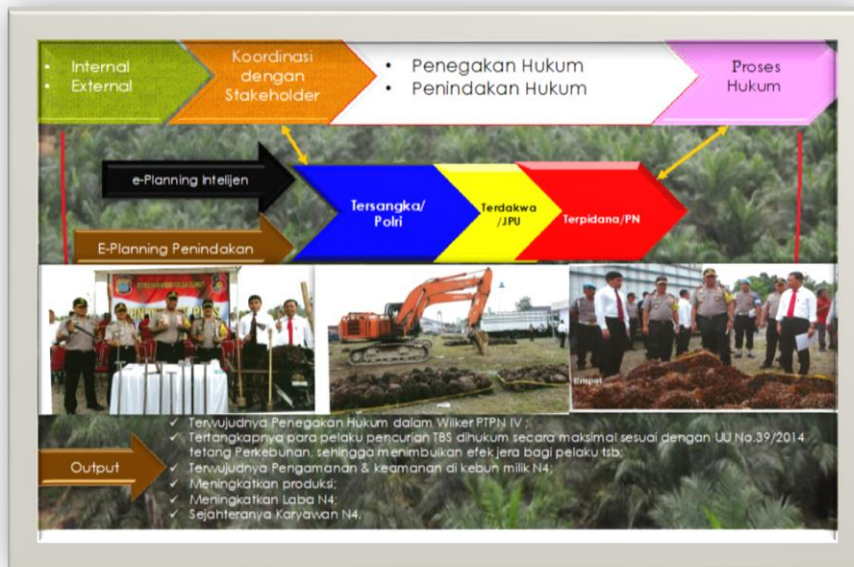 • Internal
• External
Koordinasi
dengan
Stakeholder
• Penegakan Hukum
• Penindakan Hukum
Proses
Hukum
e-Planning Intelijen
E-Planning Penindakan
Tersangka/
Polri
Terdakwa
/JPU
Terpidana/PN
Empat
Output
✓ Terwujudnya Penegakan Hukum dalam Wilker PTPN IV ;
✓ Tertangkapnya para pelaku pencurian TBS dihukum secara maksimal sesuai dengan UU No.39/2014
tetang Perkebunan, sehingga menimbulkan efek jera bagi pelaku tsb;
✓ Terwujudnya Pengamanan & keamanan di kebun milik N4;
✓ Meningkatkan produksi;
✓ Meningkatkan Laba N4;
✓ Sejahteranya Karyawan N4.